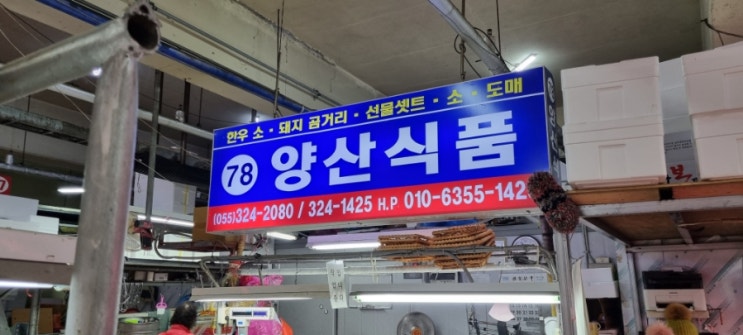 한우 소 · 돼지 곰거리 · 선물셋트 · 소 · 도매
78 양산식품
(055)324-2080 / 324-1425 H.P 010-6355-142